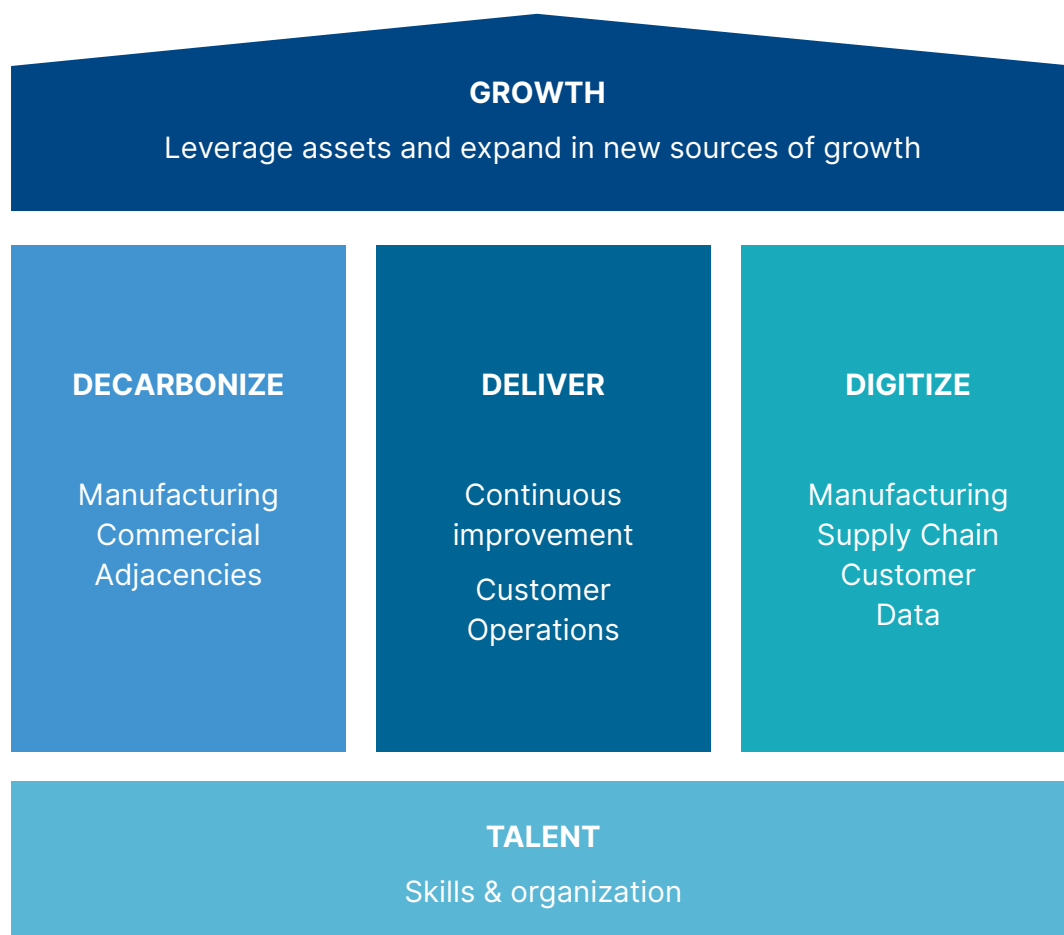 GROWTH
Leverage assets and expand in new sources of growth
DECARBONIZE
Manufacturing
Commercial
Adjacencies
DELIVER
Continuous
improvement
Customer
Operations
DIGITIZE
Manufacturing
Supply Chain
Customer
Data
TALENT
Skills & organization